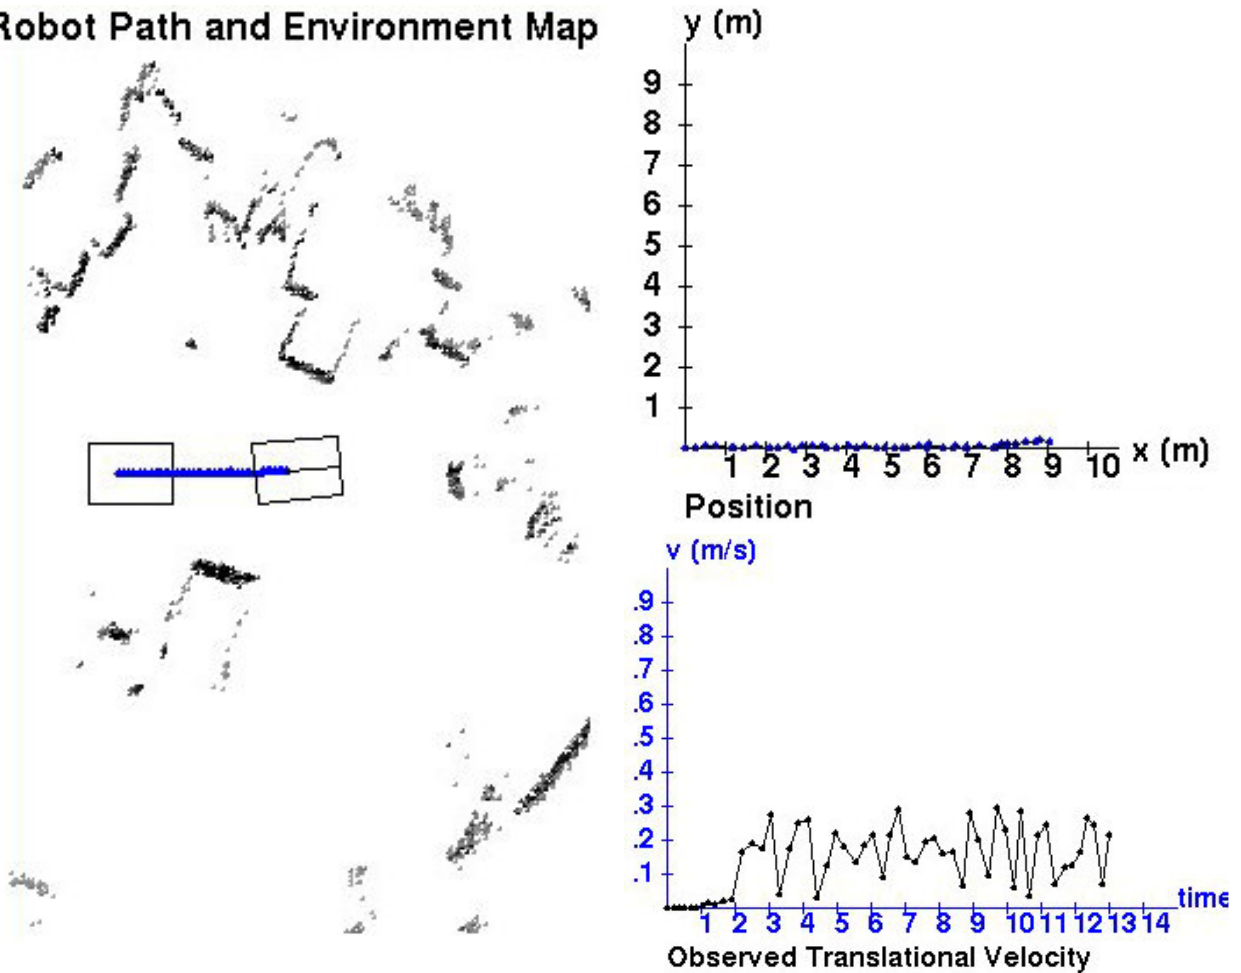 Robot Path and Environment Map
y (m)
9
8
7
6
5
4
3
2
1
1 2 3 4 5 6 7 8 9 10 x (m)
Position
v (m/s)
.9
.8
.7
.6
.5
.4
.3
.2
.1
1 2 3 4 5 6 7 8 9 10 11 12 13 14 time
Observed Translational Velocity